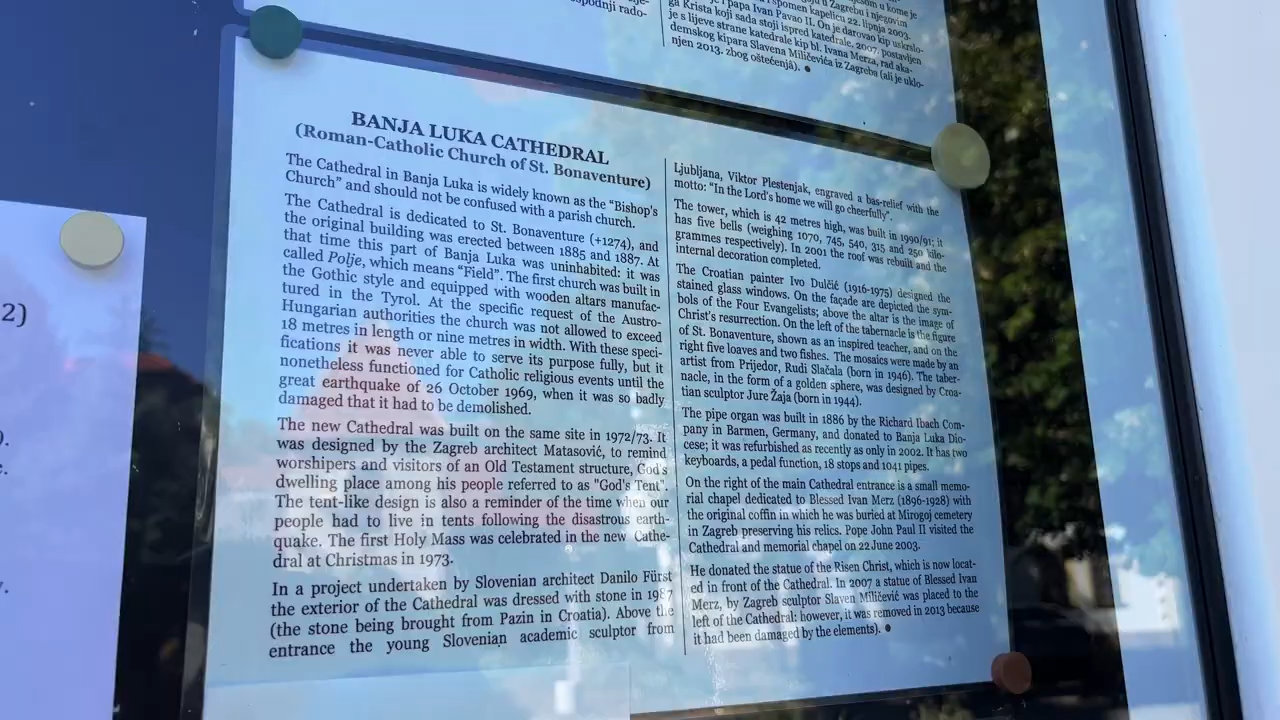 spodnji rado-
i papa Ivan Pavao II. On je darovao kip uskrslo-
ga Krista koji sada stoji ispred katedrale. 2007. postavljen
je s lijeve strane katedrale kip bl. Ivana Merza, rad aka-
demskog kipara Slavena Miličevića iz Zagreba (ali je uklo-
njen 2013. zbog oštećenja). ●
2)
BANJA LUKA CATHEDRAL
(Roman-Catholic Church of St. Bonaventure)
The Cathedral in Banja Luka is widely known as the “Bishop's
Church” and should not be confused with a parish church.
The Cathedral is dedicated to St. Bonaventure (+1274), and
the original building was erected between 1885 and 1887. At
that time this part of Banja Luka was uninhabited: it was
called Polje, which means “Field”. The first church was built in
the Gothic style and equipped with wooden altars manufac-
tured in the Tyrol. At the specific request of the Austro-
Hungarian authorities the church was not allowed to exceed
18 metres in length or nine metres in width. With these speci-
fications it was never able to serve its purpose fully, but it
nonetheless functioned for Catholic religious events until the
great earthquake of 26 October 1969, when it was so badly
damaged that it had to be demolished.
The new Cathedral was built on the same site in 1972/73. It
was designed by the Zagreb architect Matasović, to remind
worshipers and visitors of an Old Testament structure, God's
dwelling place among his people referred to as "God's Tent".
The tent-like design is also a reminder of the time when our
people had to live in tents following the disastrous earth-
quake. The first Holy Mass was celebrated in the new Cathe-
dral at Christmas in 1973.
In a project undertaken by Slovenian architect Danilo Fürst
the exterior of the Cathedral was dressed with stone in 1987
(the stone being brought from Pazin in Croatia). Above the
entrance the young Slovenian academic sculptor from
Ljubljana, Viktor Plestenjak, engraved a bas-relief with the
motto: “In the Lord's home we will go cheerfully”.
The tower, which is 42 metres high, was built in 1990/91; it
has five bells (weighing 1070, 745, 540, 315 and 250 kilo-
grammes respectively). In 2001 the roof was rebuilt and the
internal decoration completed.
The Croatian painter Ivo Dulčić (1916-1975) designed the
stained glass windows. On the façade are depicted the sym-
bols of the Four Evangelists; above the altar is the image of
Christ's resurrection. On the left of the tabernacle is the figure
of St. Bonaventure, shown as an inspired teacher, and on the
right five loaves and two fishes. The mosaics were made by an
artist from Prijedor, Rudi Slačala (born in 1946). The taber-
nacle, in the form of a golden sphere, was designed by Croa-
tian sculptor Jure Žaja (born in 1944).
The pipe organ was built in 1886 by the Richard Ibach Com-
pany in Barmen, Germany, and donated to Banja Luka Dio-
cese; it was refurbished as recently as only in 2002. It has two
keyboards, a pedal function, 18 stops and 1041 pipes.
On the right of the main Cathedral entrance is a small memo-
rial chapel dedicated to Blessed Ivan Merz (1896-1928) with
the original coffin in which he was buried at Mirogoj cemetery
in Zagreb preserving his relics. Pope John Paul II visited the
Cathedral and memorial chapel on 22 June 2003.
He donated the statue of the Risen Christ, which is now locat-
ed in front of the Cathedral. In 2007 a statue of Blessed Ivan
Merz, by Zagreb sculptor Slaven Miličević was placed to the
left of the Cathedral: however, it was removed in 2013 because
it had been damaged by the elements). ●